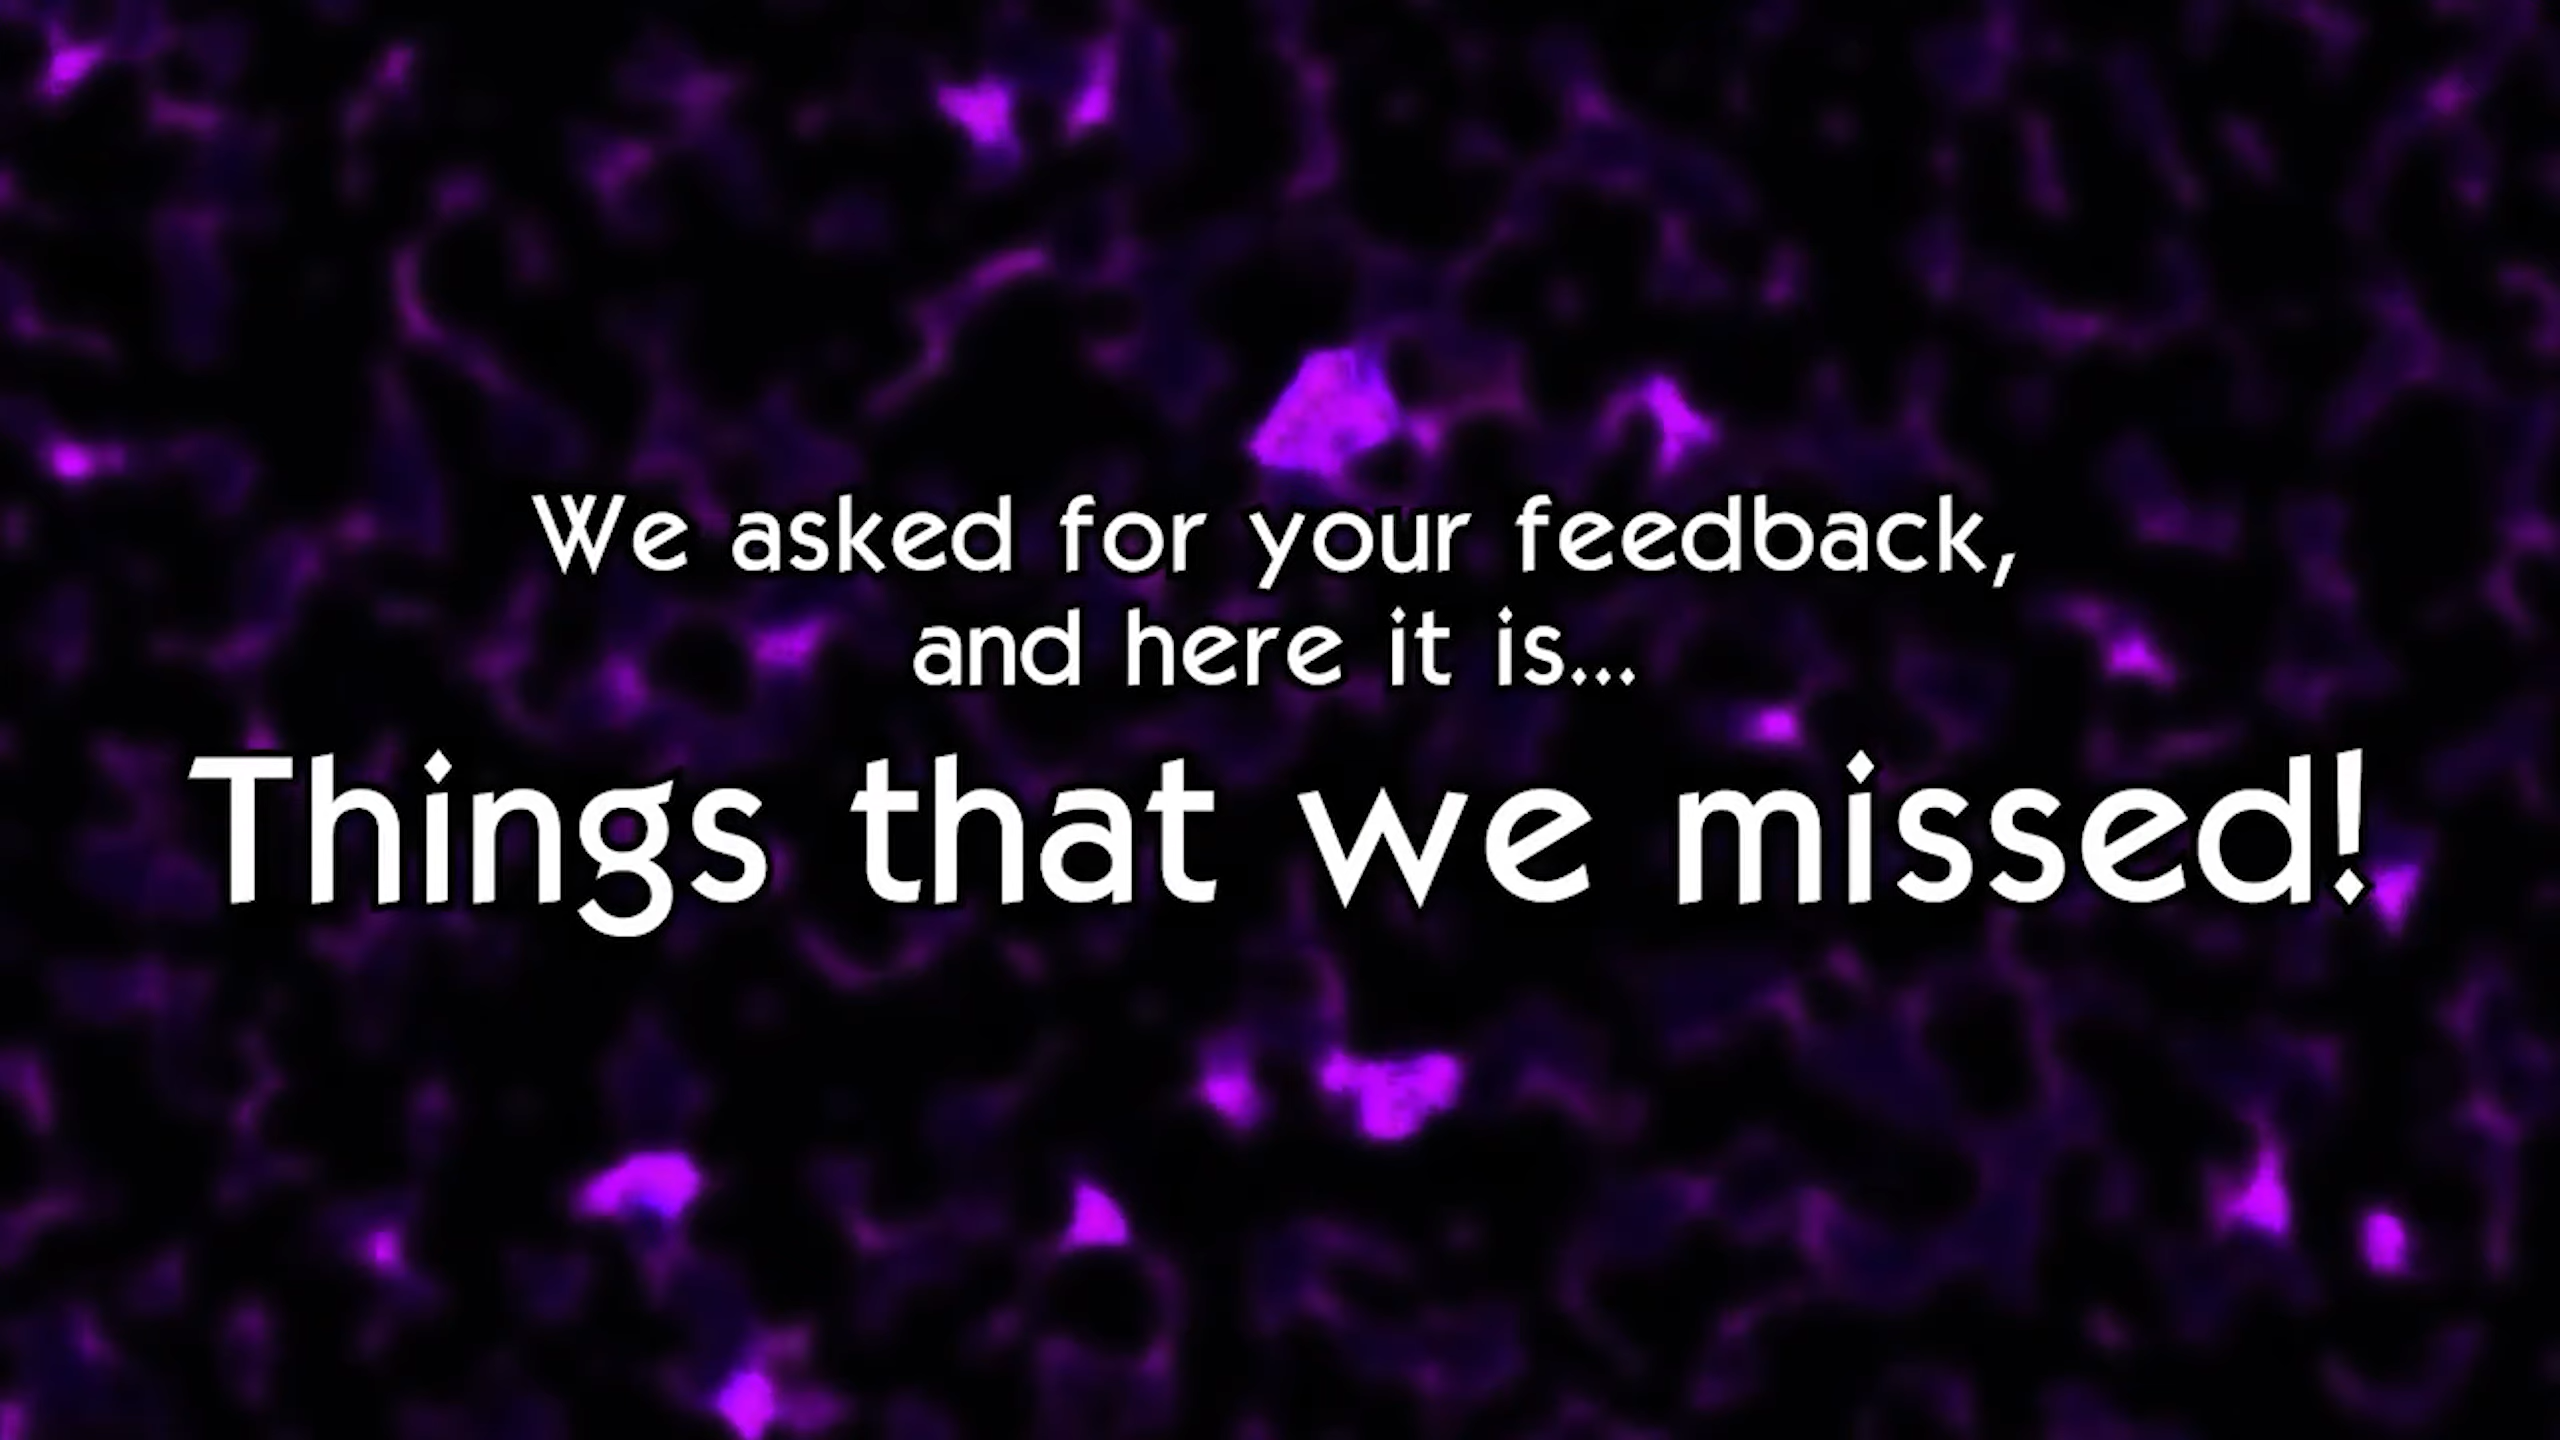 We asked for your feedback,
and here it is...
Things that we missed!